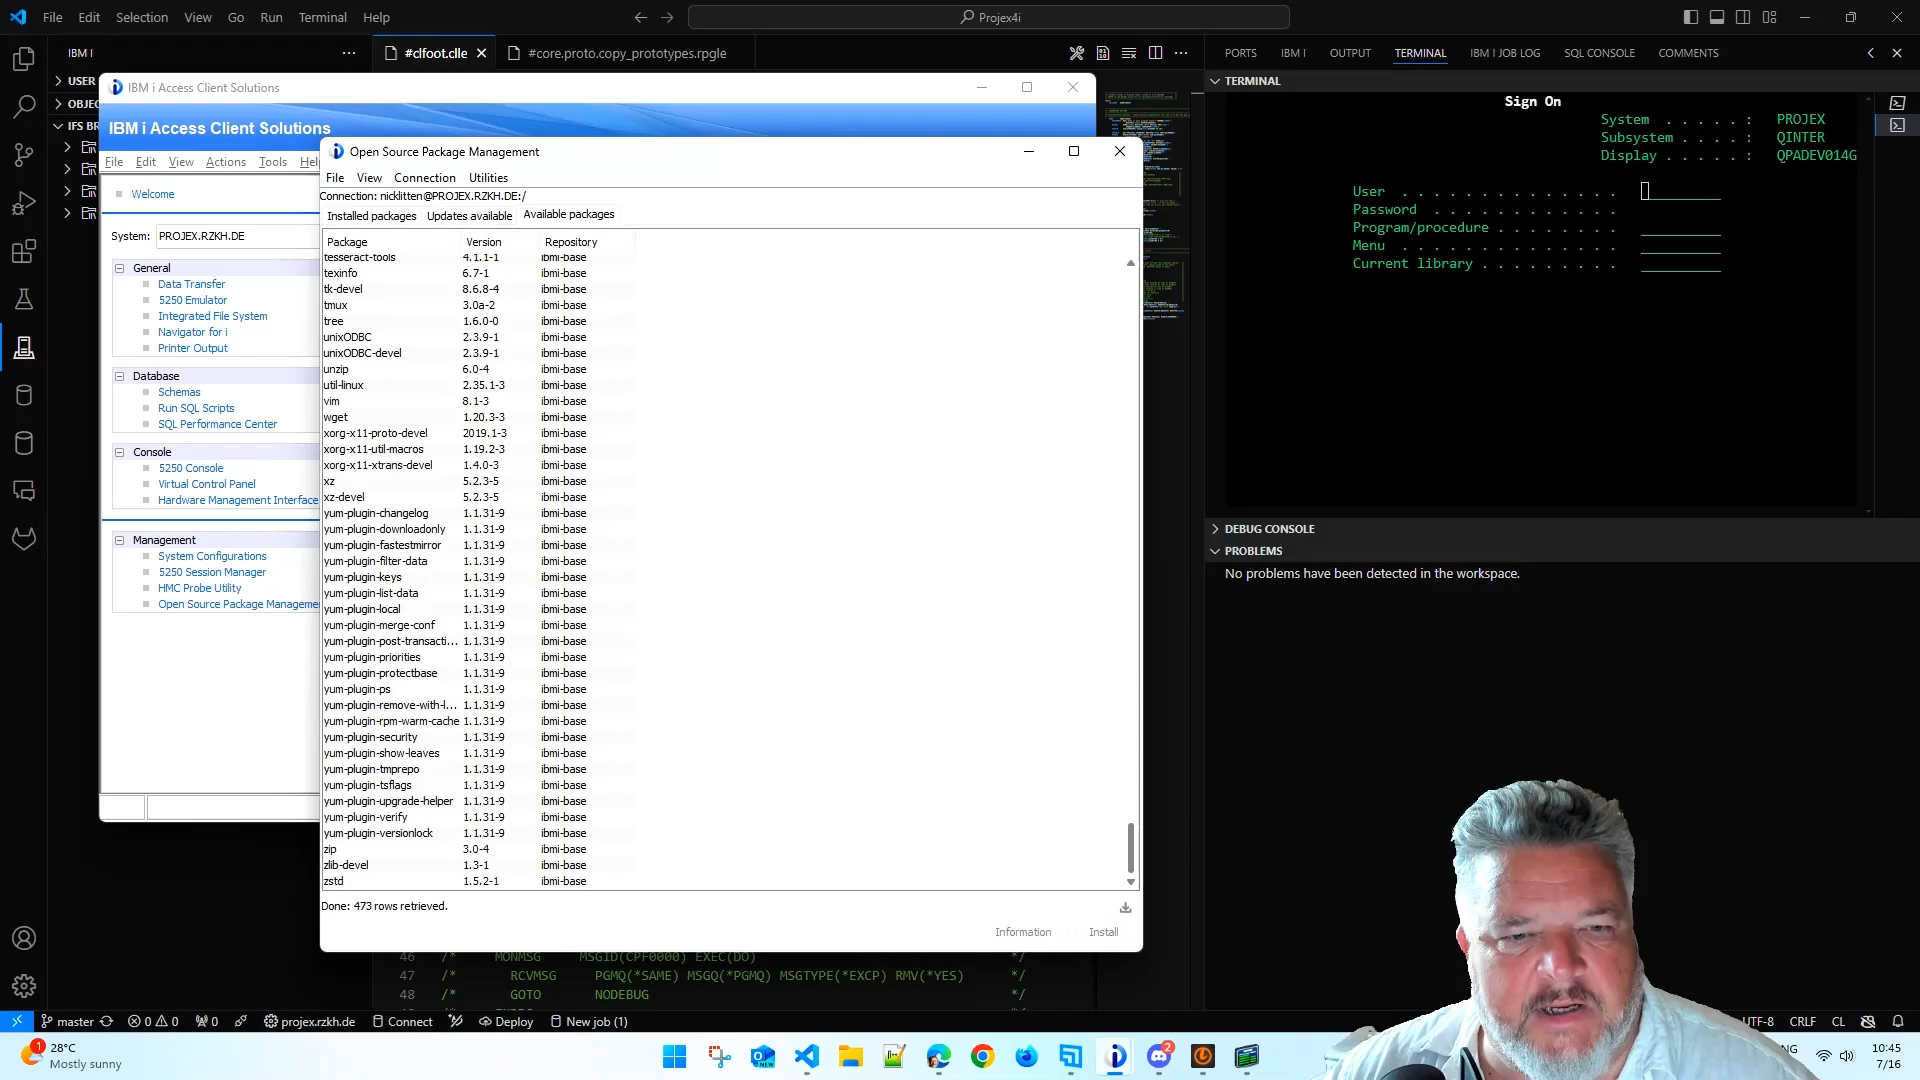 File Edit Selection View Go Run Terminal Help
Projex4i
IBM I
#clfoot.clle
#core.proto.copy_prototypes.rpgle
PORTS IBM I OUTPUT TERMINAL IBM I JOB LOG SQL CONSOLE COMMENTS
USER
OBJEC
IFS BR
IBM i Access Client Solutions
IBM i Access Client Solutions
File Edit View Actions Tools Help
Welcome
System: PROJEX.RZKH.DE
General
Data Transfer
5250 Emulator
Integrated File System
Navigator for i
Printer Output
Database
Schemas
Run SQL Scripts
SQL Performance Center
Console
5250 Console
Virtual Control Panel
Hardware Management Interface
Management
System Configurations
5250 Session Manager
HMC Probe Utility
Open Source Package Manageme
Open Source Package Management
File View Connection Utilities
Connection: nicklitten@PROJEX.RZKH.DE:/
Installed packages Updates available Available packages
Package Version Repository
tesseract-tools 4.1.1-1 ibmi-base
texinfo 6.7-1 ibmi-base
tk-devel 8.6.8-4 ibmi-base
tmux 3.0a-2 ibmi-base
tree 1.6.0-0 ibmi-base
unixODBC 2.3.9-1 ibmi-base
unixODBC-devel 2.3.9-1 ibmi-base
unzip 6.0-4 ibmi-base
util-linux 2.35.1-3 ibmi-base
vim 8.1-3 ibmi-base
wget 1.20.3-3 ibmi-base
xorg-x11-proto-devel 2019.1-3 ibmi-base
xorg-x11-util-macros 1.19.2-3 ibmi-base
xorg-x11-xtrans-devel 1.4.0-3 ibmi-base
xz 5.2.3-5 ibmi-base
xz-devel 5.2.3-5 ibmi-base
yum-plugin-changelog 1.1.31-9 ibmi-base
yum-plugin-downloadonly 1.1.31-9 ibmi-base
yum-plugin-fastestmirror 1.1.31-9 ibmi-base
yum-plugin-filter-data 1.1.31-9 ibmi-base
yum-plugin-keys 1.1.31-9 ibmi-base
yum-plugin-list-data 1.1.31-9 ibmi-base
yum-plugin-local 1.1.31-9 ibmi-base
yum-plugin-merge-conf 1.1.31-9 ibmi-base
yum-plugin-post-transacti... 1.1.31-9 ibmi-base
yum-plugin-priorities 1.1.31-9 ibmi-base
yum-plugin-protectbase 1.1.31-9 ibmi-base
yum-plugin-ps 1.1.31-9 ibmi-base
yum-plugin-remove-with-l... 1.1.31-9 ibmi-base
yum-plugin-rpm-warm-cache 1.1.31-9 ibmi-base
yum-plugin-security 1.1.31-9 ibmi-base
yum-plugin-show-leaves 1.1.31-9 ibmi-base
yum-plugin-tmprepo 1.1.31-9 ibmi-base
yum-plugin-tsflags 1.1.31-9 ibmi-base
yum-plugin-upgrade-helper 1.1.31-9 ibmi-base
yum-plugin-verify 1.1.31-9 ibmi-base
yum-plugin-versionlock 1.1.31-9 ibmi-base
zip 3.0-4 ibmi-base
zlib-devel 1.3-1 ibmi-base
zstd 1.5.2-1 ibmi-base
Done: 473 rows retrieved.
Information Install
46 /* MONMSG MSGID(CPF0000) EXEC(DO) */
47 /* RCVMSG PGMQ(*SAME) MSGQ(*PGMQ) MSGTYPE(*EXCP) RMV(*YES) */
48 /* GOTO NODEBUG */
TERMINAL
Sign On
System . . . . . : PROJEX
Subsystem . . . . : QINTER
Display . . . . . : QPADEV014G
User . . . . . . . . . . . . . .
Password . . . . . . . . . . . .
Program/procedure . . . . . . . .
Menu . . . . . . . . . . . . . .
Current library . . . . . . . . .
DEBUG CONSOLE
PROBLEMS
No problems have been detected in the workspace.
master 0 0 0 projex.rzkh.de Connect Deploy New job (1)
UTF-8 CRLF CL
1
28°C
Mostly sunny
NEW
2
NG
10:45
7/16